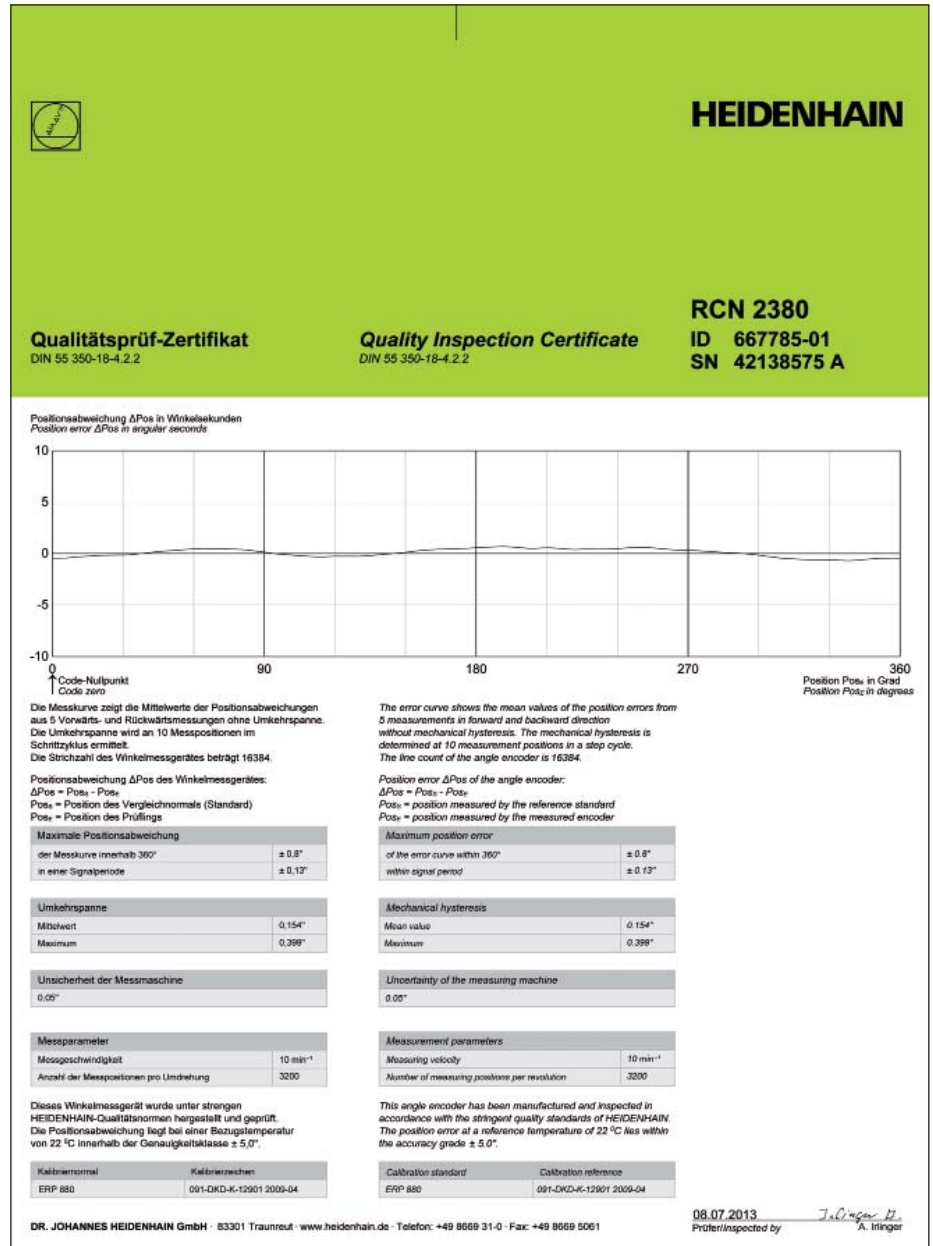 HEIDENHAIN
RCN 2380
ID 667785-01
SN 42138575 A
Qualitätsprüf-Zertifikat
DIN 55 350-18-4.2.2
Quality Inspection Certificate
DIN 55 350-18-4.2.2
Positionsabweichung ΔPos in Winkelsekunden
Position error ΔPos in angular seconds
10
5
0
-5
-10
0
90
180
270
360
Code-Nullpunkt
Code zero
Position Posᴇ in Grad
Position Posᴇ in degrees
Die Messkurve zeigt die Mittelwerte der Positionsabweichungen
aus 5 Vorwärts- und Rückwärtsmessungen ohne Umkehrspanne.
Die Umkehrspanne wird an 10 Messpositionen im
Schrittzyklus ermittelt.
Die Strichzahl des Winkelmessgerätes beträgt 16384.
Positionsabweichung ΔPos des Winkelmessgerätes:
ΔPos = Posʀ - Posᴇ
Posʀ = Position des Vergleichnormals (Standard)
Posᴇ = Position des Prüflings
The error curve shows the mean values of the position errors from
5 measurements in forward and backward direction
without mechanical hysteresis. The mechanical hysteresis is
determined at 10 measurement positions in a step cycle.
The line count of the angle encoder is 16384.
Position error ΔPos of the angle encoder:
ΔPos = Posʀ - Posᴇ
Posʀ = position measured by the reference standard
Posᴇ = position measured by the measured encoder
Maximale Positionsabweichung
der Messkurve innerhalb 360° ± 0,8"
in einer Signalperiode ± 0,13"
Maximum position error
of the error curve within 360° ± 0.8"
within signal period ± 0.13"
Umkehrspanne
Mittelwert 0,154"
Maximum 0,399"
Mechanical hysteresis
Mean value 0.154"
Maximum 0.399"
Unsicherheit der Messmaschine
0,05"
Uncertainty of the measuring machine
0.05"
Messparameter
Messgeschwindigkeit 10 min⁻¹
Anzahl der Messpositionen pro Umdrehung 3200
Measurement parameters
Measuring velocity 10 min⁻¹
Number of measuring positions per revolution 3200
Dieses Winkelmessgerät wurde unter strengen
HEIDENHAIN-Qualitätsnormen hergestellt und geprüft.
Die Positionsabweichung liegt bei einer Bezugstemperatur
von 22 ⁰C innerhalb der Genauigkeitsklasse ± 5,0".
This angle encoder has been manufactured and inspected in
accordance with the stringent quality standards of HEIDENHAIN.
The position error at a reference temperature of 22 ⁰C lies within
the accuracy grade ± 5.0".
Kalibriernormal Kalibrierzeichen
ERP 880 091-DKD-K-12901 2009-04
Calibration standard Calibration reference
ERP 880 091-DKD-K-12901 2009-04
DR. JOHANNES HEIDENHAIN GmbH · 83301 Traunreut · www.heidenhain.de · Telefon: +49 8669 31-0 · Fax: +49 8669 5061
08.07.2013
Prüfer/Inspected by
A. Irlinger